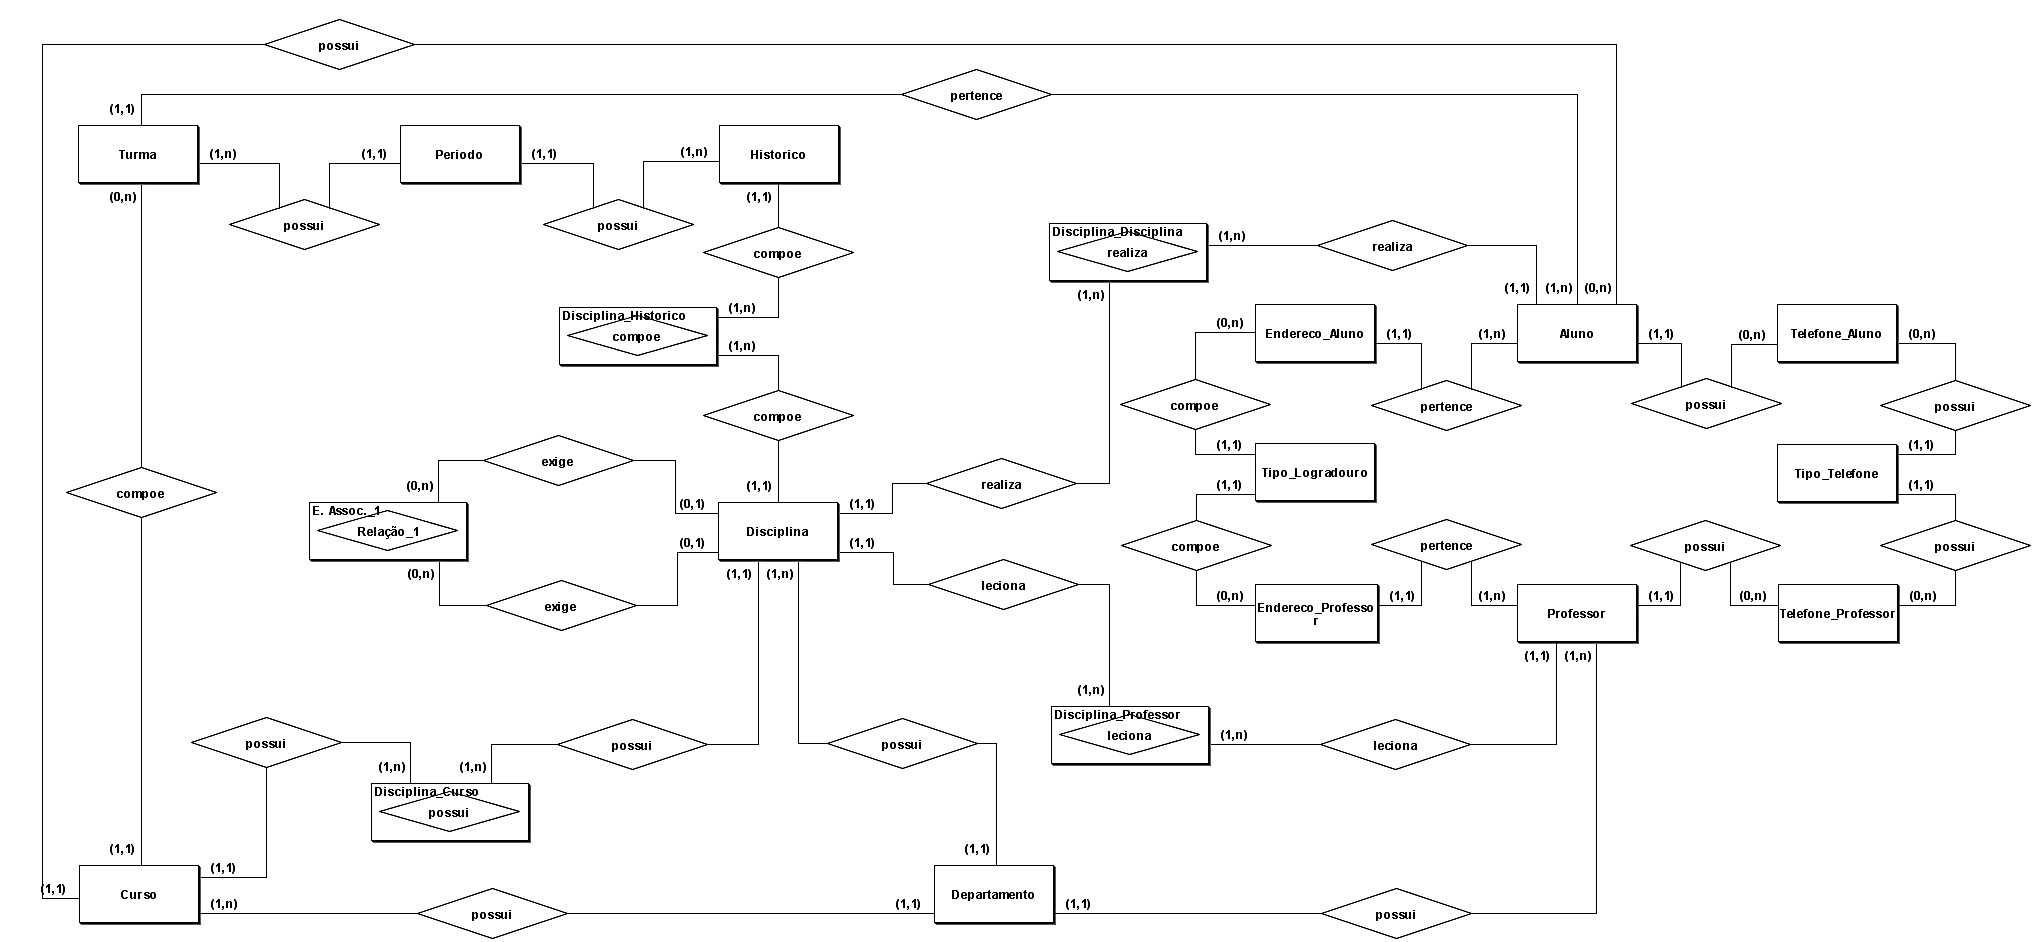 possui
pertence
(1,1)
Turma
(1,n)
(1,1)
Periodo
(1,1)
(1,n)
Historico
(0,n)
possui
possui
(1,1)
compoe
Disciplina_Disciplina
realiza
(1,n)
realiza
(1,n)
(1,1)
(1,n)
(0,n)
Disciplina_Historico
compoe
(1,n)
(1,n)
(0,n)
Endereco_Aluno
(1,1)
(1,n)
Aluno
(1,1)
(0,n)
Telefone_Aluno
(0,n)
compoe
pertence
possui
possui
compoe
exige
(0,n)
(1,1)
Tipo_Logradouro
(1,1)
(1,1)
Tipo_Telefone
(1,1)
compoe
E. Assoc._1
Relação_1
(0,n)
(0,1)
(1,1)
Disciplina
(0,1)
(1,1)
realiza
(1,1)
(1,1)
(1,n)
exige
leciona
compoe
pertence
possui
possui
(0,n)
Endereco_Professo
r
(1,1)
(1,n)
Professor
(1,1)
(0,n)
Telefone_Professor
(0,n)
(1,1)
(1,n)
(1,n)
Disciplina_Professor
leciona
(1,n)
leciona
possui
(1,n)
(1,n)
possui
possui
Disciplina_Curso
possui
(1,1)
(1,1)
(1,1)
Curso
(1,n)
possui
(1,1)
(1,1)
Departamento
(1,1)
possui